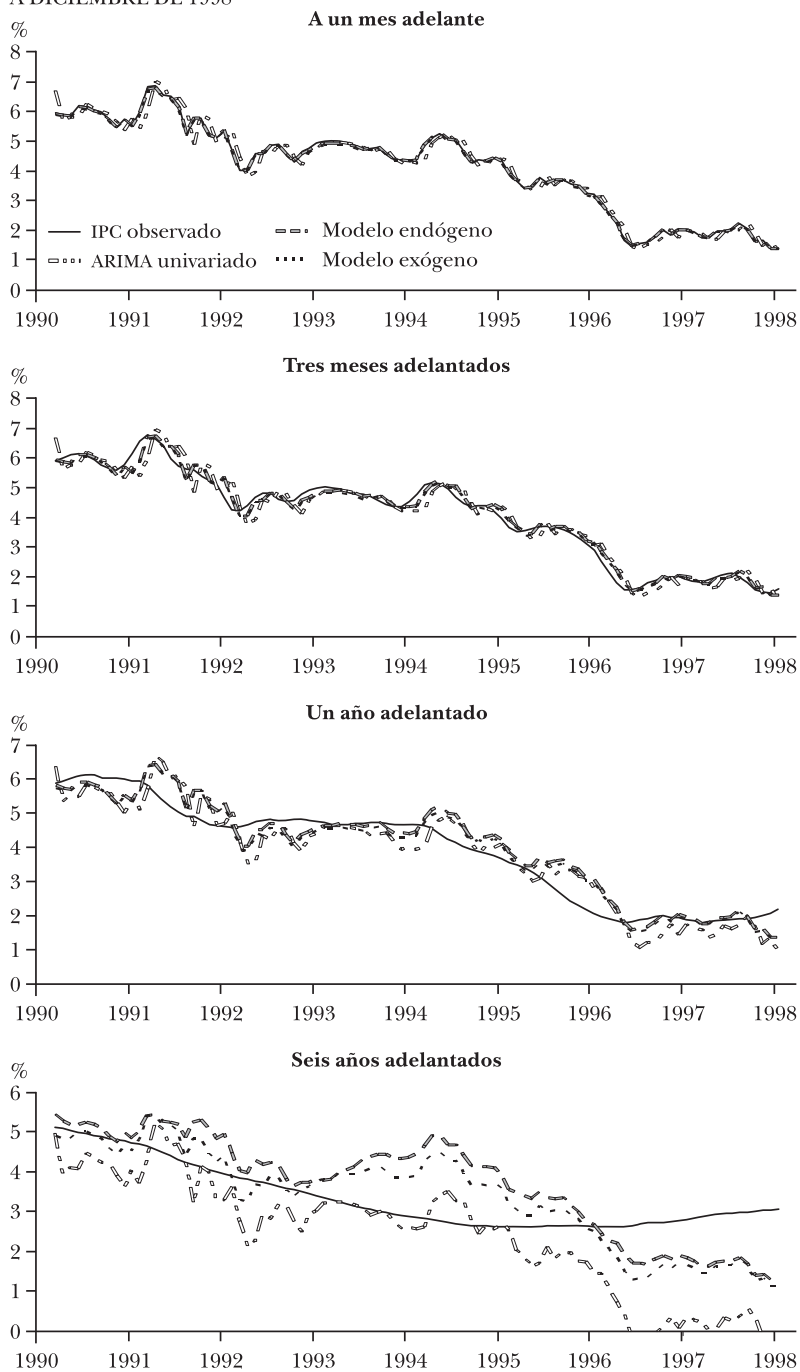 A DICIEMBRE DE 1998
A un mes adelante
%
8
7
6
5
4
3
2
1
0
IPC observado
Modelo endógeno
ARIMA univariado
Modelo exógeno
1990 1991 1992 1993 1994 1995 1996 1997 1998
Tres meses adelantados
%
8
7
6
5
4
3
2
1
0
1990 1991 1992 1993 1994 1995 1996 1997 1998
Un año adelantado
%
7
6
5
4
3
2
1
0
1990 1991 1992 1993 1994 1995 1996 1997 1998
Seis años adelantados
%
6
5
4
3
2
1
0
1990 1991 1992 1993 1994 1995 1996 1997 1998